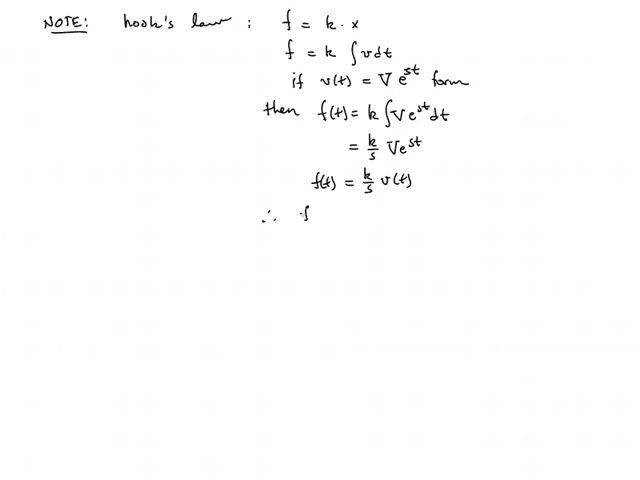 NOTE: hook's law : f = k · x
f = k ∫ v dt
if v(t) = V e^st form
then f(t) = k ∫ V e^st dt
= k/s V e^st
f(t) = k/s v(t)
∴ f